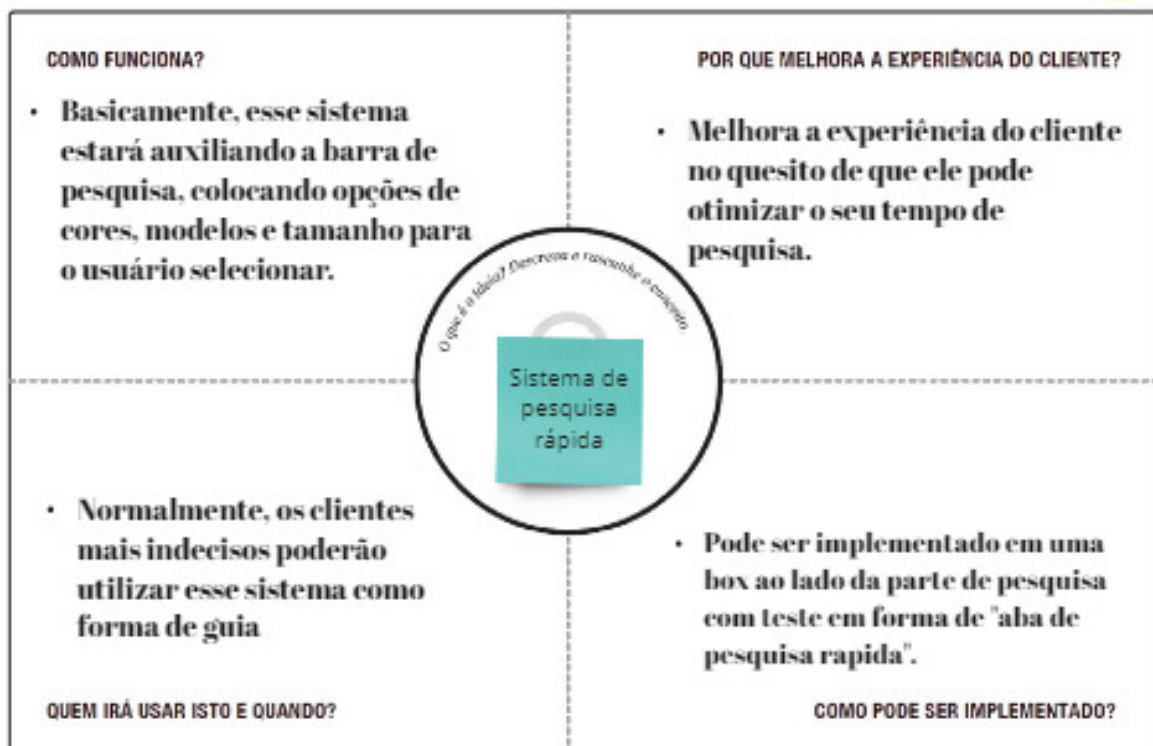 COMO FUNCIONA?
• Basicamente, esse sistema
estará auxiliando a barra de
pesquisa, colocando opções de
cores, modelos e tamanho para
o usuário selecionar.
POR QUE MELHORA A EXPERIÊNCIA DO CLIENTE?
• Melhora a experiência do cliente
no quesito de que ele pode
otimizar o seu tempo de
pesquisa.
O que é a ideia? Descreva e rascunhe o conceito.
Sistema de
pesquisa
rápida
• Normalmente, os clientes
mais indecisos poderão
utilizar esse sistema como
forma de guia
QUEM IRÁ USAR ISTO E QUANDO?
• Pode ser implementado em uma
box ao lado da parte de pesquisa
com teste em forma de "aba de
pesquisa rapida".
COMO PODE SER IMPLEMENTADO?